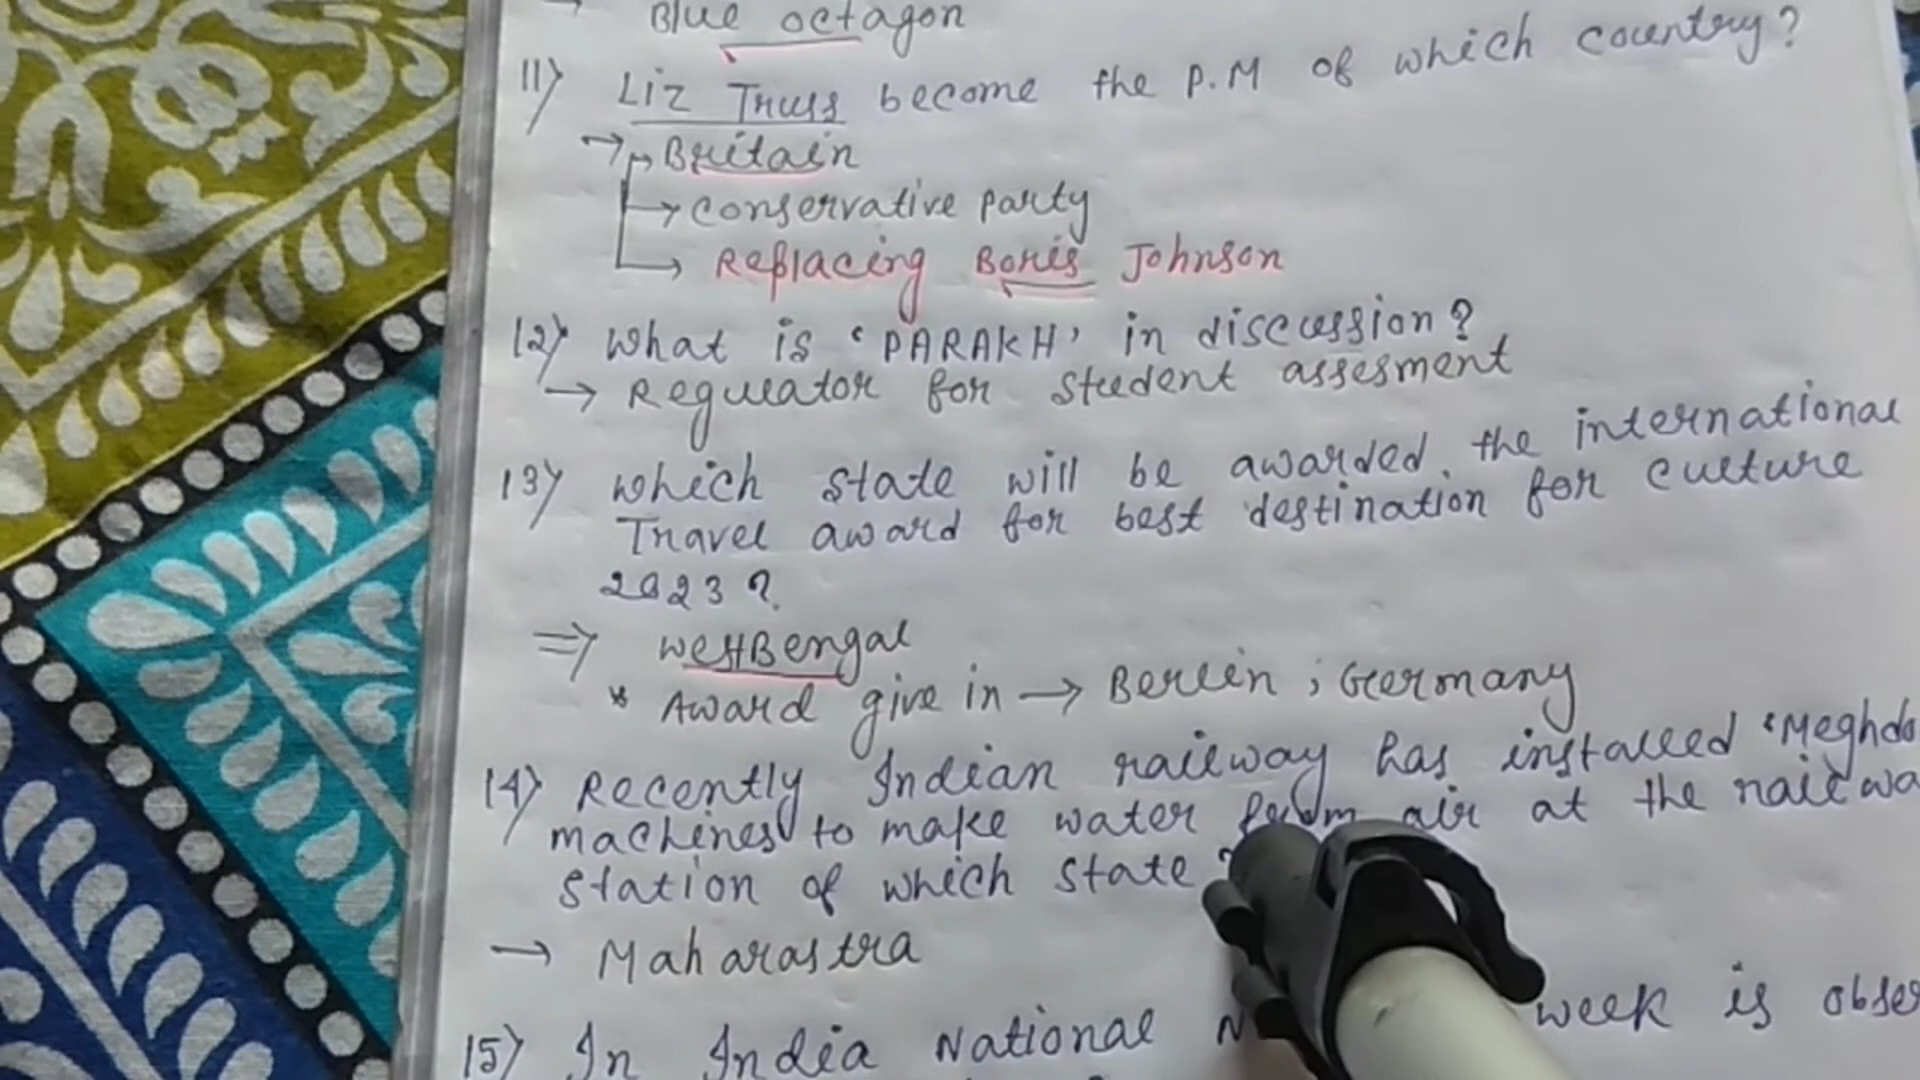 Blue octagon
11) Liz Truss become the P.M of which country?
→ Britain
→ conservative party
→ Replacing Boris Johnson
12) What is 'PARAKH' in discussion?
→ Regulator for student assesment
13) which state will be awarded the international
Travel award for best destination for culture
2023?
⇒ WestBengal
* Award give in → Berlin ; Germany
14) Recently Indian railway has installed 'Meghdo
machines to make water from air at the railwa
station of which state ?
→ Maharastra
15) In India National N week is obser